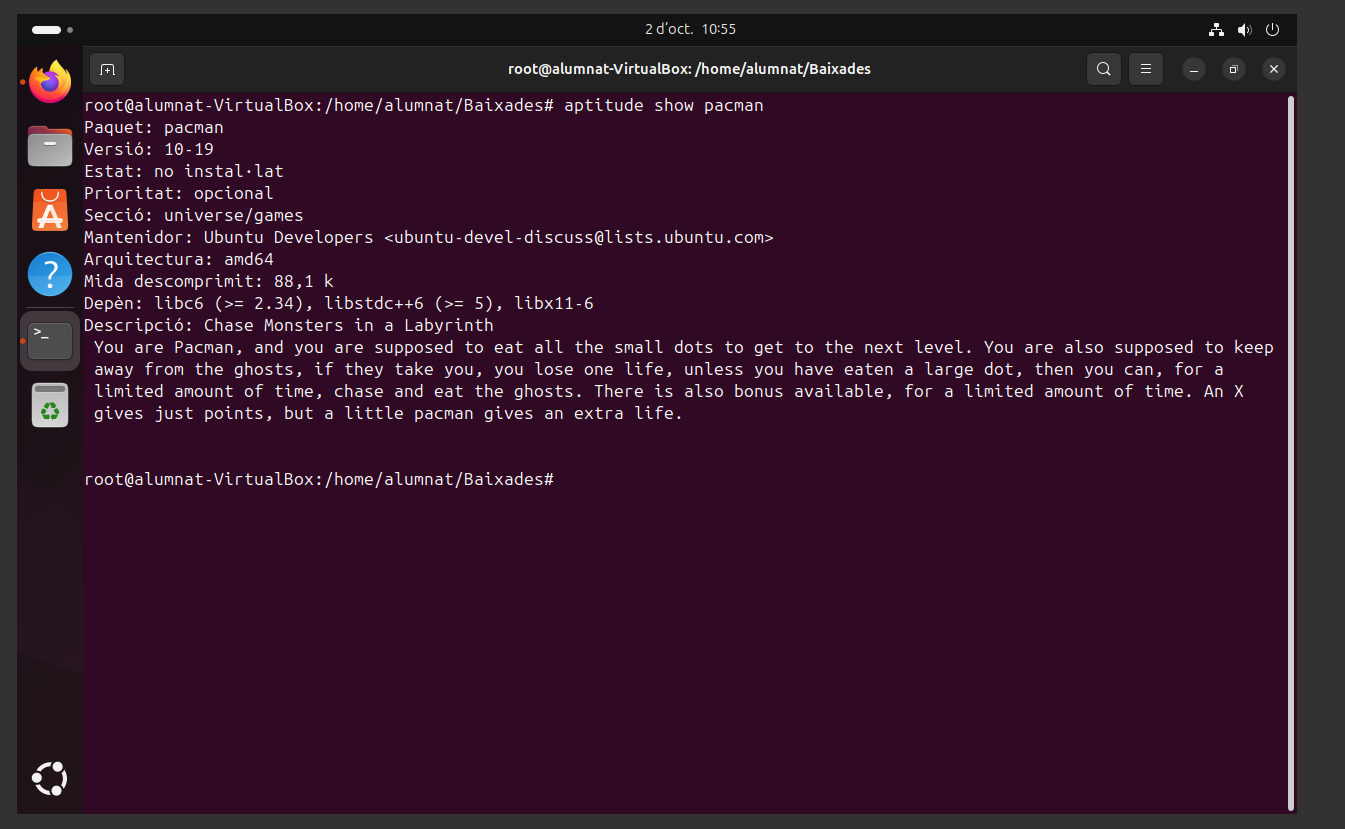 2 d'oct. 10:55
root@alumnat-VirtualBox: /home/alumnat/Baixades
root@alumnat-VirtualBox:/home/alumnat/Baixades# aptitude show pacman
Paquet: pacman
Versió: 10-19
Estat: no instal·lat
Prioritat: opcional
Secció: universe/games
Mantenidor: Ubuntu Developers <ubuntu-devel-discuss@lists.ubuntu.com>
Arquitectura: amd64
Mida descomprimit: 88,1 k
Depèn: libc6 (>= 2.34), libstdc++6 (>= 5), libx11-6
Descripció: Chase Monsters in a Labyrinth
You are Pacman, and you are supposed to eat all the small dots to get to the next level. You are also supposed to keep
away from the ghosts, if they take you, you lose one life, unless you have eaten a large dot, then you can, for a
limited amount of time, chase and eat the ghosts. There is also bonus available, for a limited amount of time. An X
gives just points, but a little pacman gives an extra life.
root@alumnat-VirtualBox:/home/alumnat/Baixades#